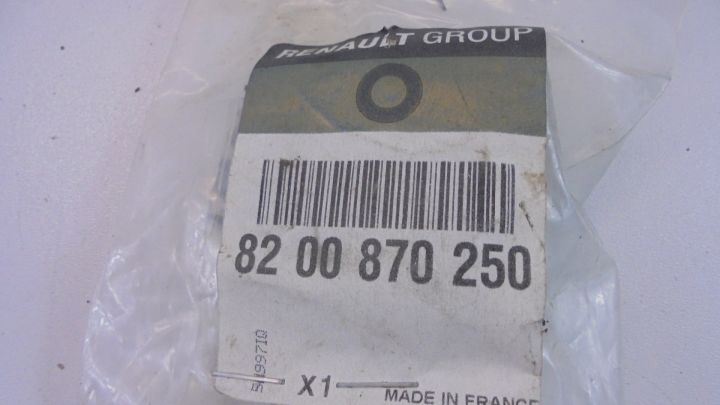 RENAULT GROUP
82 00 870 250
X1
MADE IN FRANCE